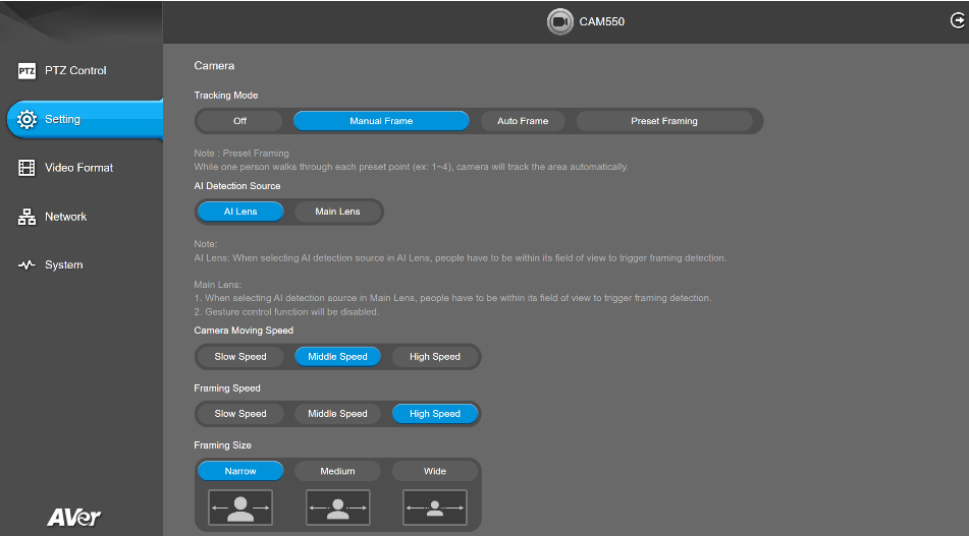 CAM550
PTZ PTZ Control
Setting
Video Format
Network
System
AVer
Camera
Tracking Mode
Off Manual Frame Auto Frame Preset Framing
Note : Preset Framing
While one person walks through each preset point (ex: 1~4), camera will track the area automatically.
AI Detection Source
AI Lens Main Lens
Note:
AI Lens: When selecting AI detection source in AI Lens, people have to be within its field of view to trigger framing detection.
Main Lens:
1. When selecting AI detection source in Main Lens, people have to be within its field of view to trigger framing detection.
2. Gesture control function will be disabled.
Camera Moving Speed
Slow Speed Middle Speed High Speed
Framing Speed
Slow Speed Middle Speed High Speed
Framing Size
Narrow Medium Wide